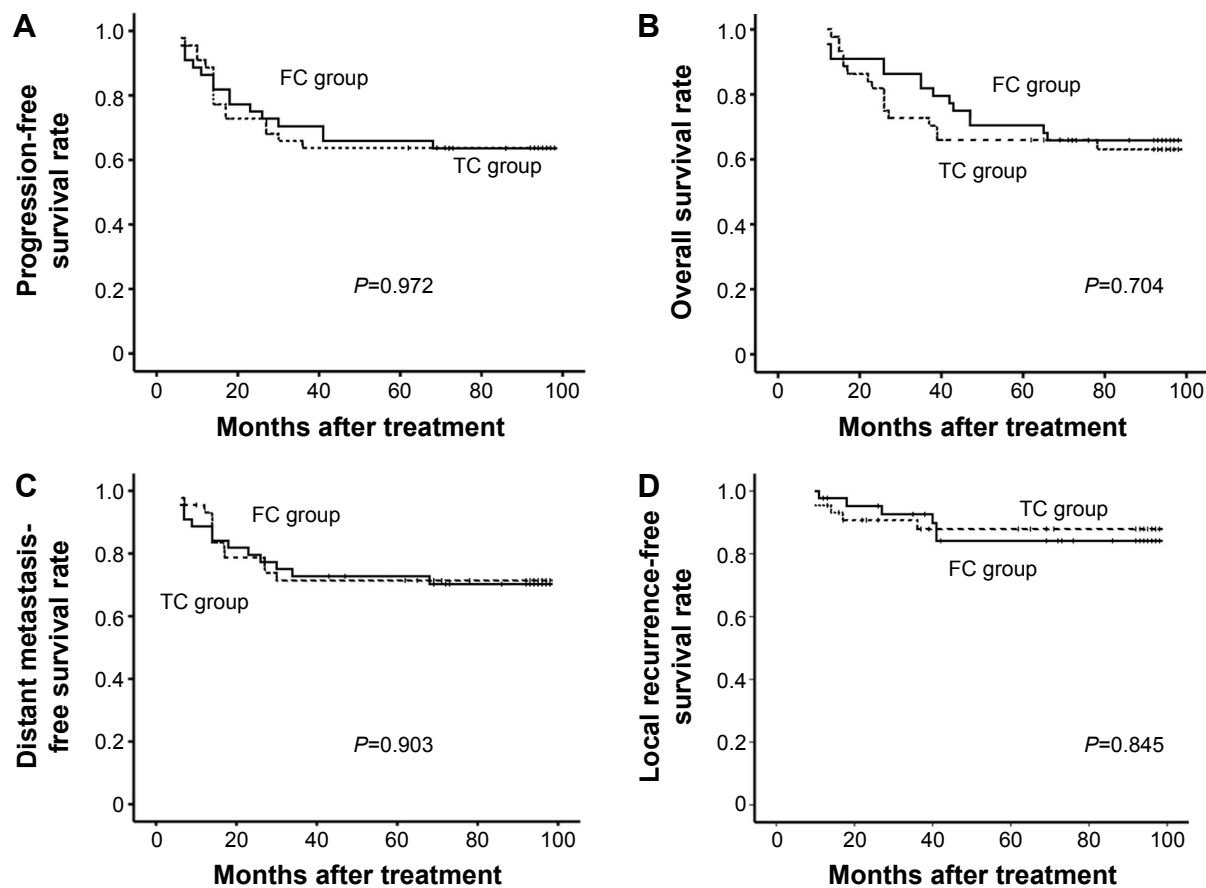 A
Progression-free
survival rate
1.0
0.8
0.6
0.4
0.2
0
FC group
TC group
P=0.972
0 20 40 60 80 100
Months after treatment
B
Overall survival rate
1.0
0.8
0.6
0.4
0.2
0
FC group
TC group
P=0.704
0 20 40 60 80 100
Months after treatment
C
Distant metastasis-
free survival rate
1.0
0.8
0.6
0.4
0.2
0
FC group
TC group
P=0.903
0 20 40 60 80 100
Months after treatment
D
Local recurrence-free
survival rate
1.0
0.8
0.6
0.4
0.2
0
TC group
FC group
P=0.845
0 20 40 60 80 100
Months after treatment